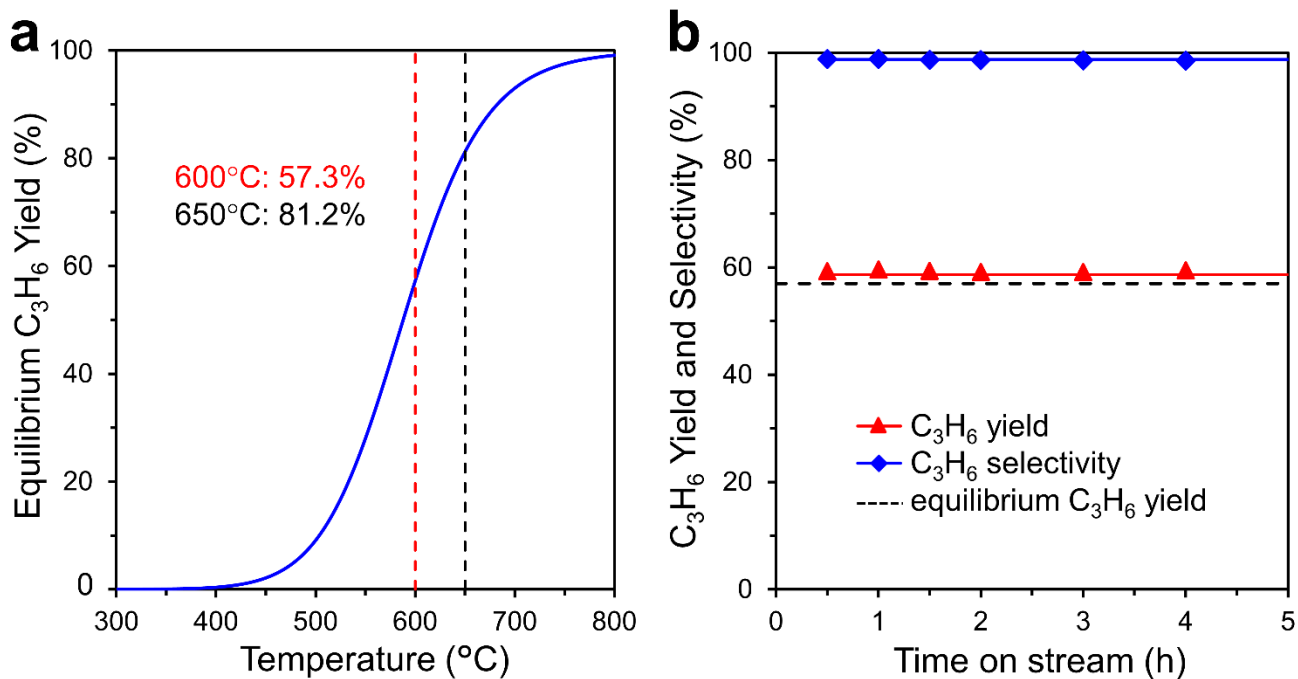 a
Equilibrium C₃H₆ Yield (%)
100
80
60
40
20
0
600°C: 57.3%
650°C: 81.2%
300 400 500 600 700 800
Temperature (°C)
b
C₃H₆ Yield and Selectivity (%)
100
80
60
40
20
0
C₃H₆ yield
C₃H₆ selectivity
equilibrium C₃H₆ yield
0 1 2 3 4 5
Time on stream (h)